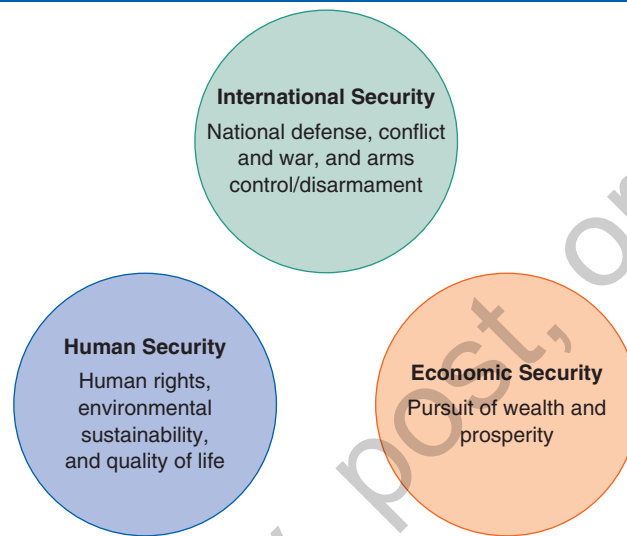 International Security
National defense, conflict
and war, and arms
control/disarmament
Human Security
Human rights,
environmental
sustainability,
and quality of life
Economic Security
Pursuit of wealth and
prosperity
post, or